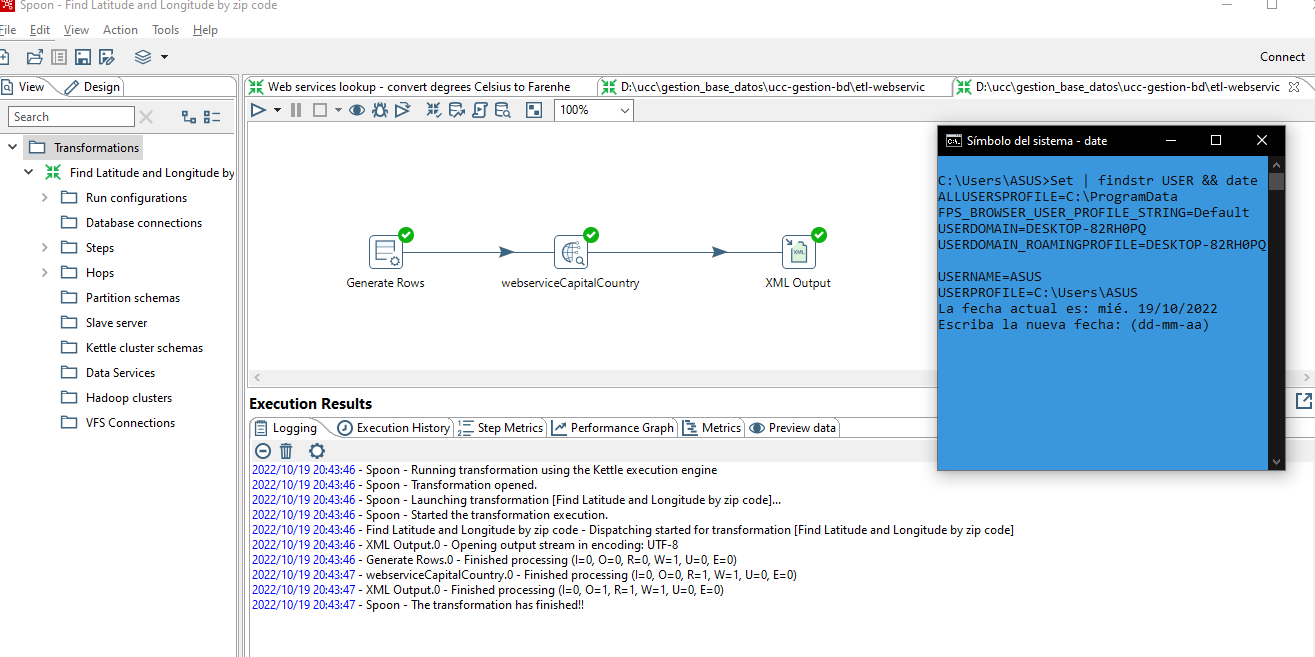 Spoon - Find Latitude and Longitude by zip code
File Edit View Action Tools Help
Connect
View Design
Search
Transformations
Find Latitude and Longitude by
Run configurations
Database connections
Steps
Hops
Partition schemas
Slave server
Kettle cluster schemas
Data Services
Hadoop clusters
VFS Connections
Web services lookup - convert degrees Celsius to Farenhe
D:\ucc\gestion_base_datos\ucc-gestion-bd\etl-webservic
D:\ucc\gestion_base_datos\ucc-gestion-bd\etl-webservic
100%
Generate Rows
webserviceCapitalCountry
XML
XML Output
Símbolo del sistema - date
C:\Users\ASUS>Set | findstr USER && date
ALLUSERSPROFILE=C:\ProgramData
FPS_BROWSER_USER_PROFILE_STRING=Default
USERDOMAIN=DESKTOP-82RH0PQ
USERDOMAIN_ROAMINGPROFILE=DESKTOP-82RH0PQ
USERNAME=ASUS
USERPROFILE=C:\Users\ASUS
La fecha actual es: mié. 19/10/2022
Escriba la nueva fecha: (dd-mm-aa)
Execution Results
Logging Execution History Step Metrics Performance Graph Metrics Preview data
2022/10/19 20:43:46 - Spoon - Running transformation using the Kettle execution engine
2022/10/19 20:43:46 - Spoon - Transformation opened.
2022/10/19 20:43:46 - Spoon - Launching transformation [Find Latitude and Longitude by zip code]...
2022/10/19 20:43:46 - Spoon - Started the transformation execution.
2022/10/19 20:43:46 - Find Latitude and Longitude by zip code - Dispatching started for transformation [Find Latitude and Longitude by zip code]
2022/10/19 20:43:46 - XML Output.0 - Opening output stream in encoding: UTF-8
2022/10/19 20:43:46 - Generate Rows.0 - Finished processing (I=0, O=0, R=0, W=1, U=0, E=0)
2022/10/19 20:43:47 - webserviceCapitalCountry.0 - Finished processing (I=0, O=0, R=1, W=1, U=0, E=0)
2022/10/19 20:43:47 - XML Output.0 - Finished processing (I=0, O=1, R=1, W=1, U=0, E=0)
2022/10/19 20:43:47 - Spoon - The transformation has finished!!